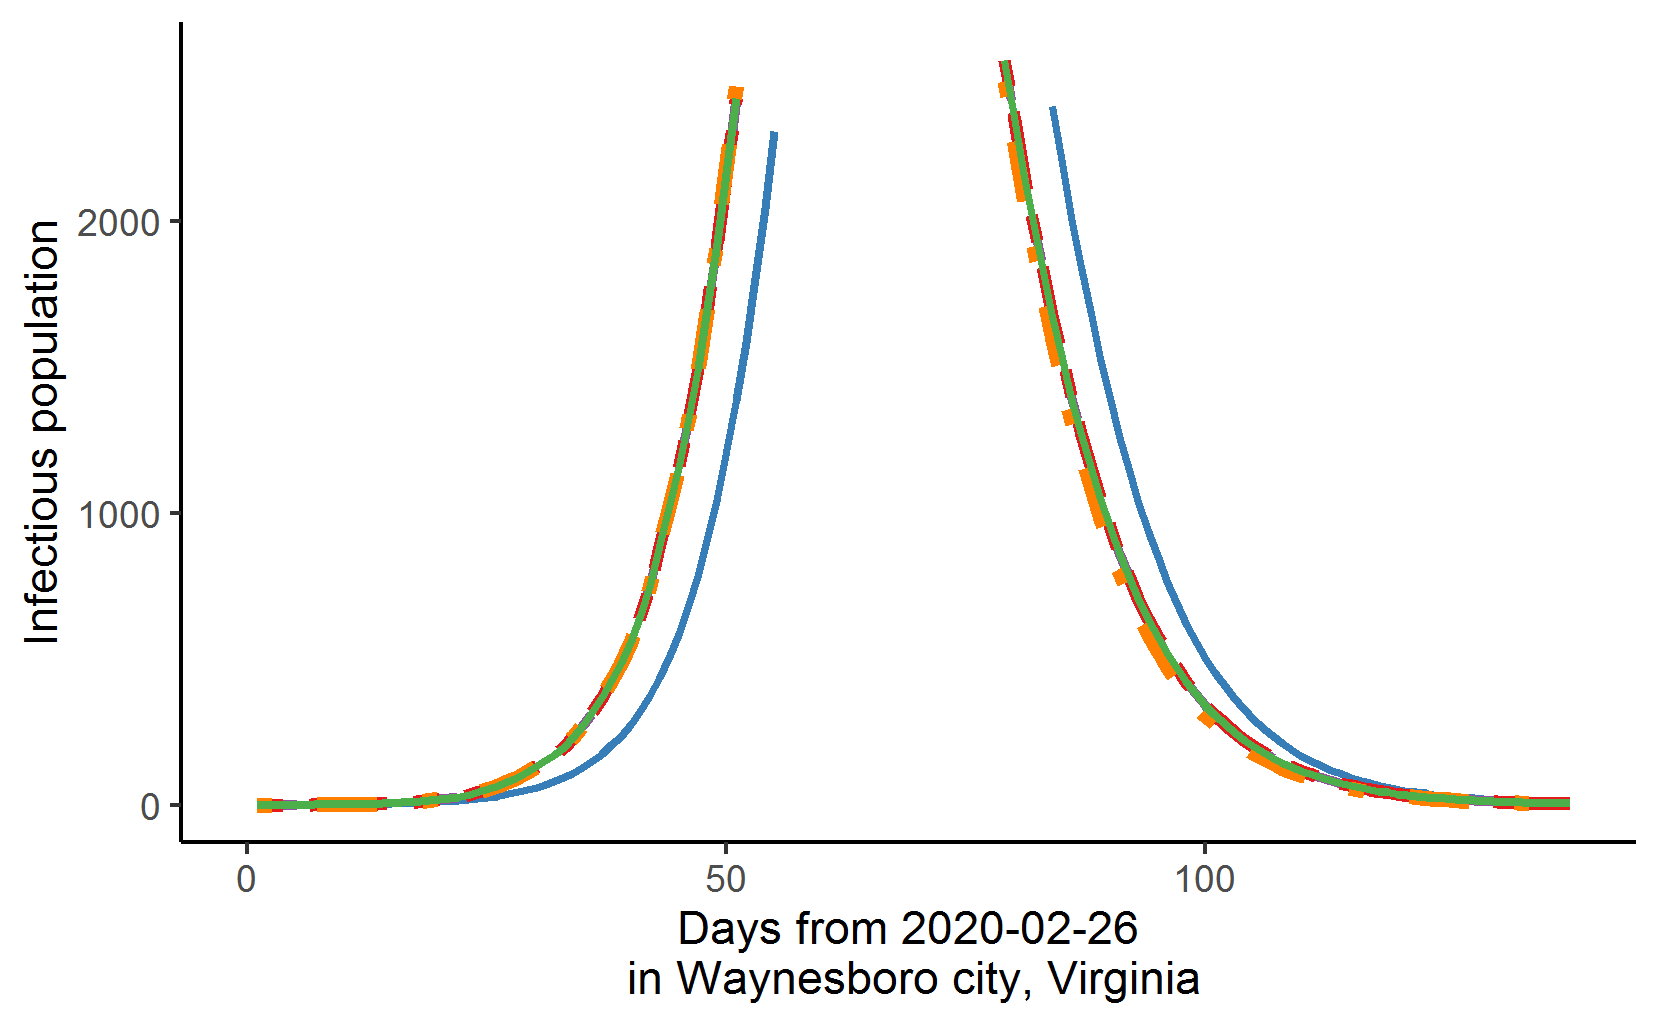 Infectious population
2000
1000
0
0
50
100
Days from 2020-02-26
in Waynesboro city, Virginia